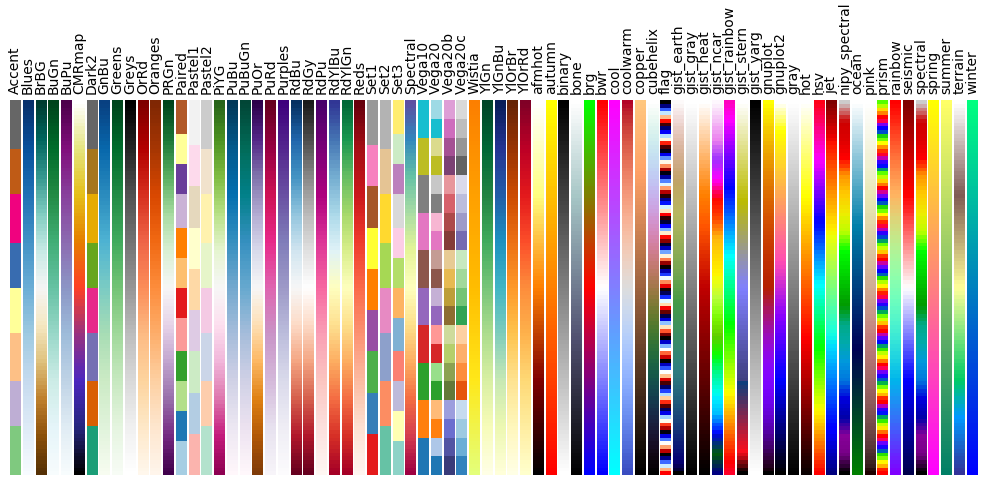 Accent
Blues
BrBG
BuGn
BuPu
CMRmap
Dark2
GnBu
Greens
Greys
OrRd
Oranges
PRGn
Paired
Pastel1
Pastel2
PiYG
PuBu
PuBuGn
PuOr
PuRd
Purples
RdBu
RdGy
RdPu
RdYlBu
RdYlGn
Reds
Set1
Set2
Set3
Spectral
Vega10
Vega20
Vega20b
Vega20c
Wistia
YlGn
YlGnBu
YlOrBr
YlOrRd
afmhot
autumn
binary
bone
brg
bwr
cool
coolwarm
copper
cubehelix
flag
gist_earth
gist_gray
gist_heat
gist_ncar
gist_rainbow
gist_stern
gist_yarg
gnuplot
gnuplot2
gray
hot
hsv
jet
nipy_spectral
ocean
pink
prism
rainbow
seismic
spectral
spring
summer
terrain
winter